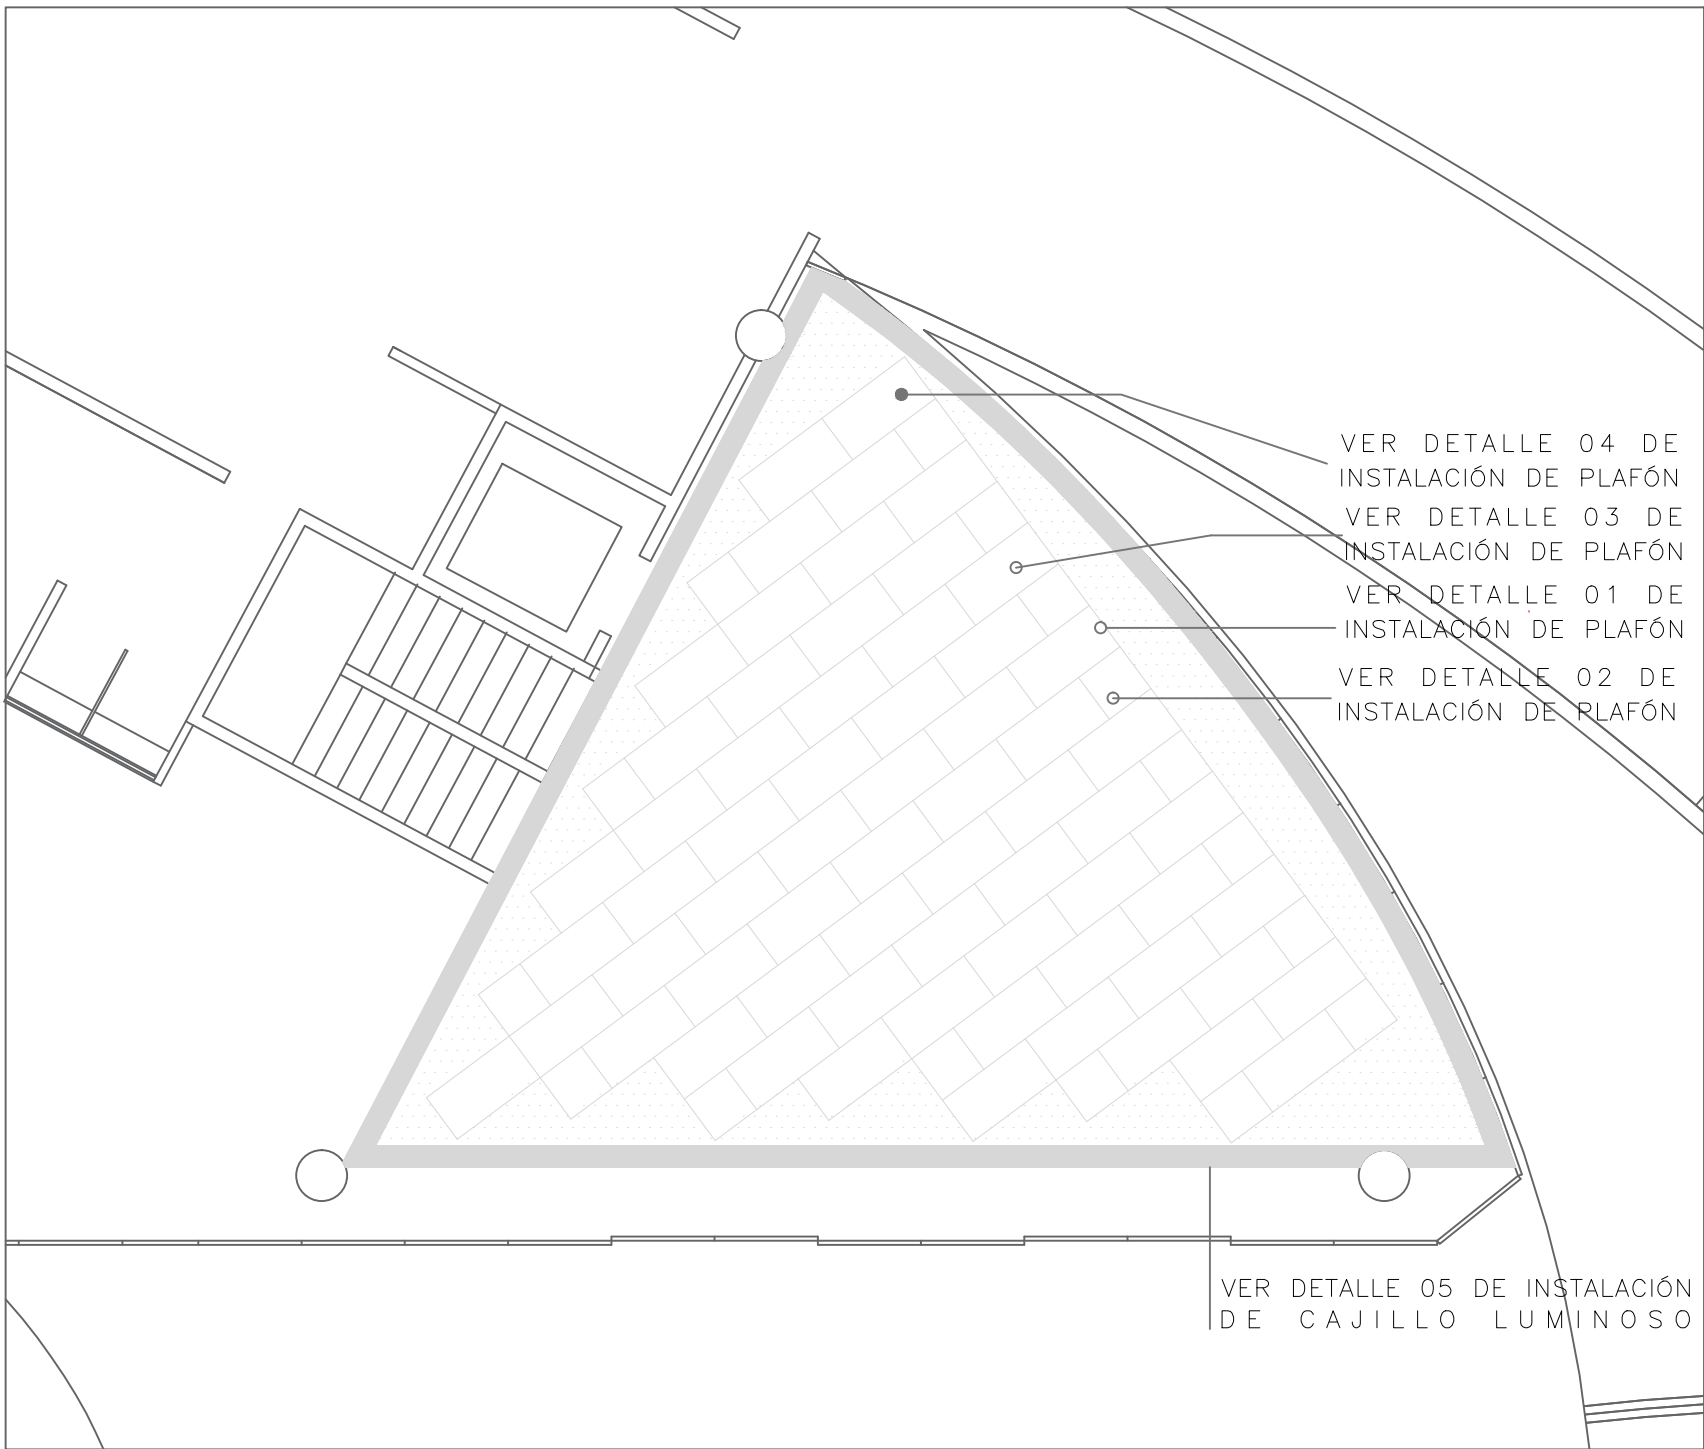 VER DETALLE 04 DE
INSTALACIÓN DE PLAFÓN
VER DETALLE 03 DE
INSTALACIÓN DE PLAFÓN
VER DETALLE 01 DE
INSTALACIÓN DE PLAFÓN
VER DETALLE 02 DE
INSTALACIÓN DE PLAFÓN
VER DETALLE 05 DE INSTALACIÓN
DE CAJILLO LUMINOSO